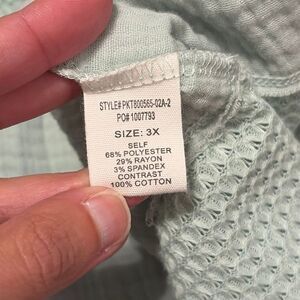 STYLE#PKT800565-02A-2
PO# 1007793
SIZE: 3X
SELF
68% POLYESTER
29% RAYON
3% SPANDEX
CONTRAST
100% COTTON